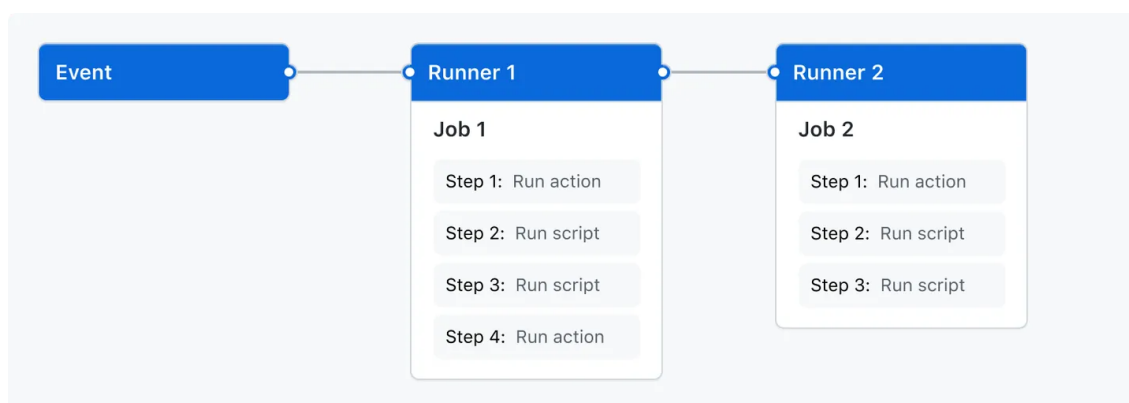 Event
Runner 1
Job 1
Step 1: Run action
Step 2: Run script
Step 3: Run script
Step 4: Run action
Runner 2
Job 2
Step 1: Run action
Step 2: Run script
Step 3: Run script